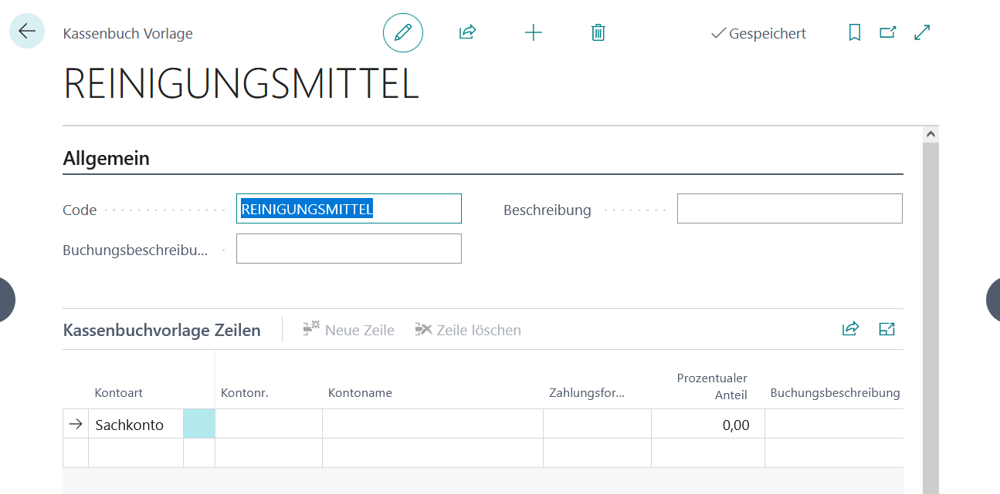 Kassenbuch Vorlage
Gespeichert
REINIGUNGSMITTEL
Allgemein
Code REINIGUNGSMITTEL Beschreibung
Buchungsbeschreibu...
Kassenbuchvorlage Zeilen Neue Zeile Zeile löschen
Kontoart Kontonr. Kontoname Zahlungsfor... Prozentualer Anteil Buchungsbeschreibung
Sachkonto 0,00